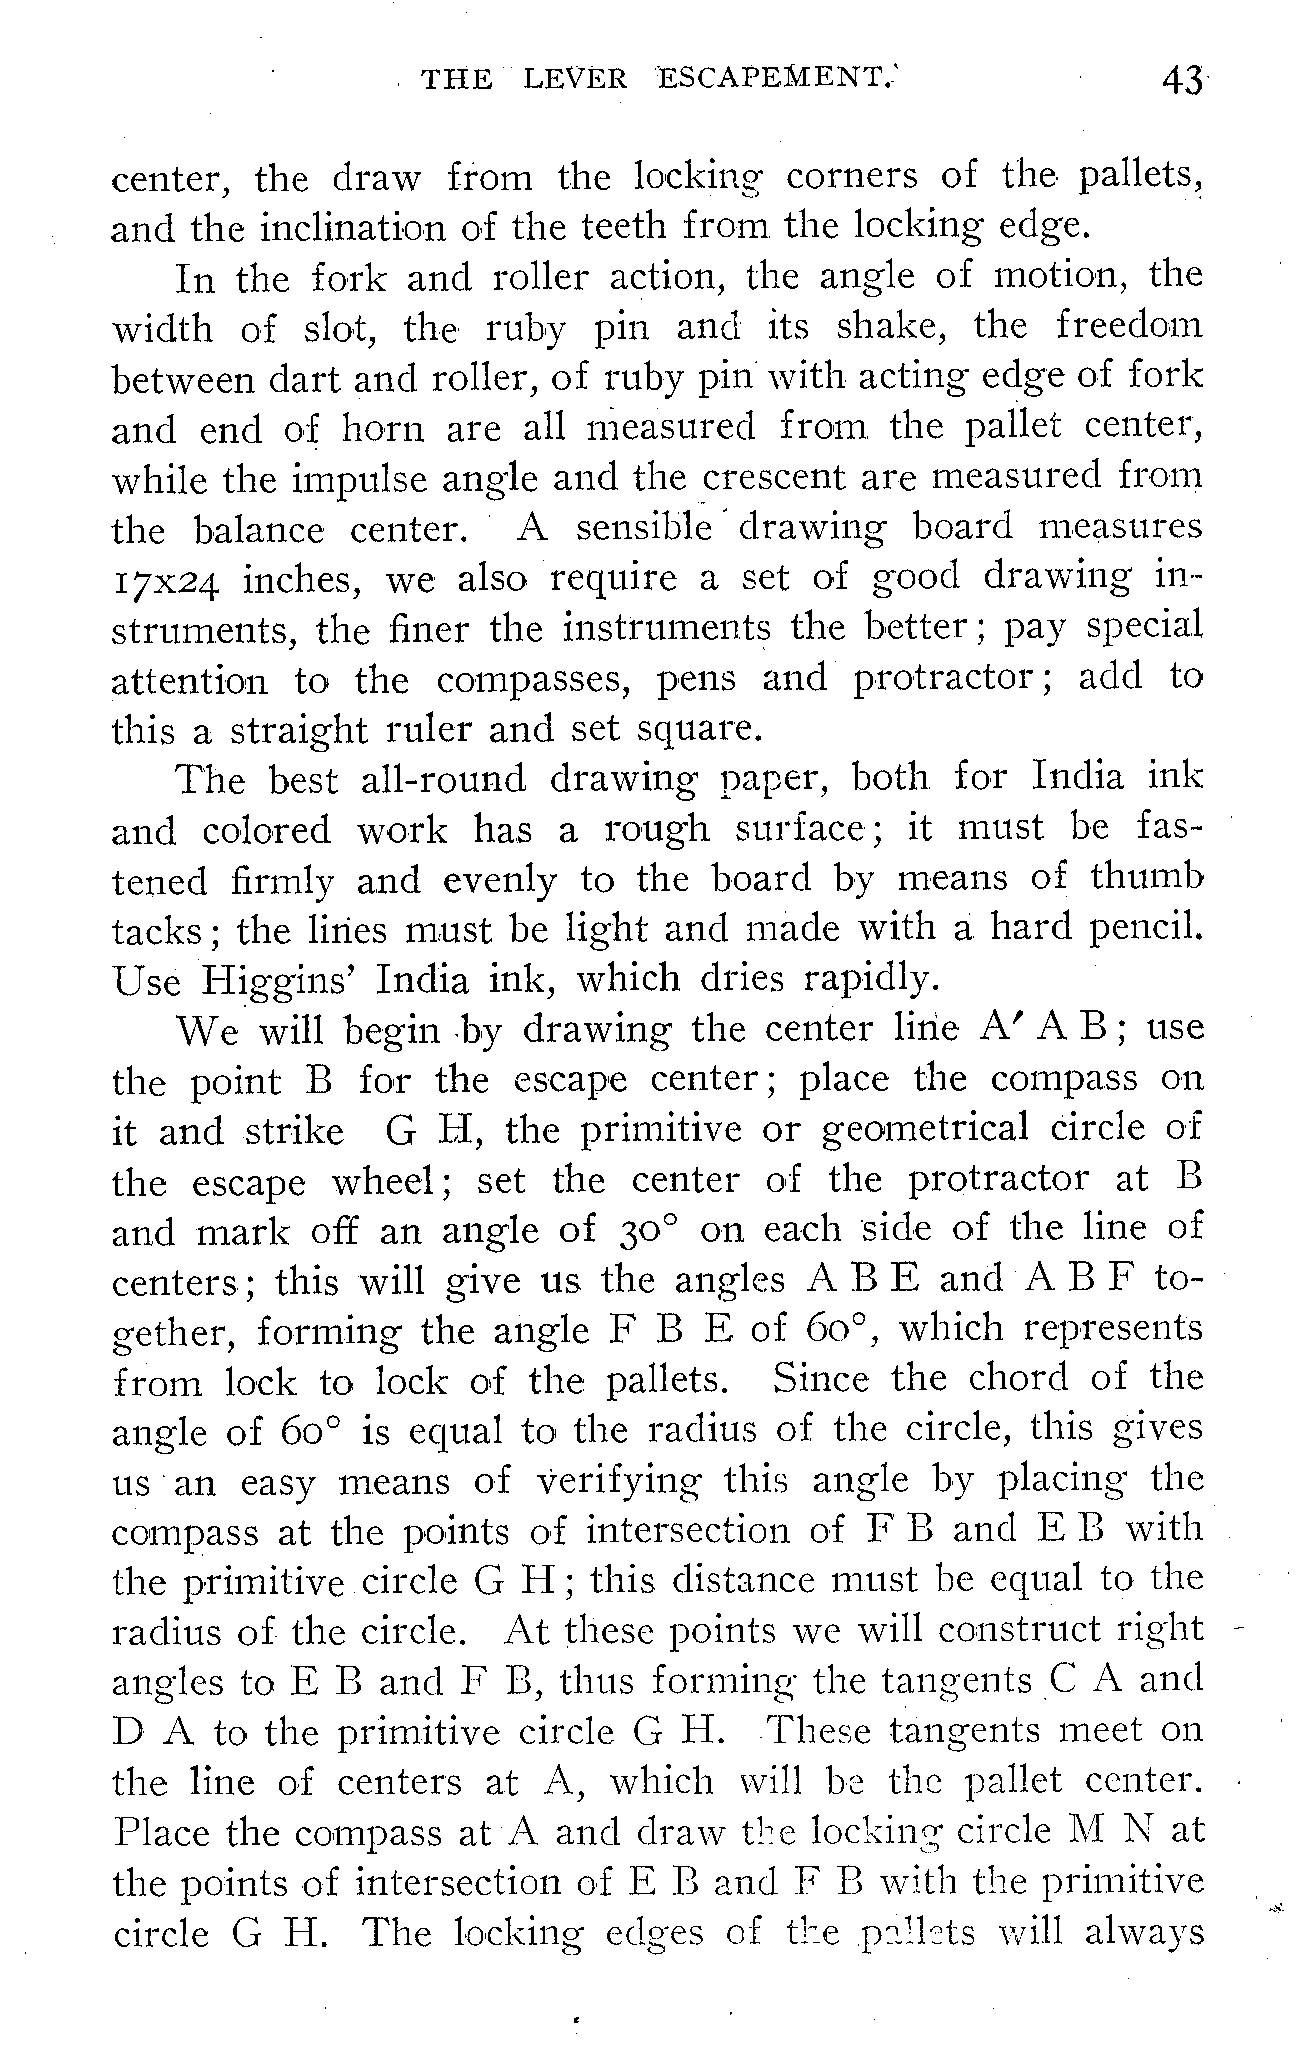 THE LEVER ESCAPEMENT. 43
center, the draw from the locking corners of the pallets,
and the inclination of the teeth from the locking edge.
In the fork and roller action, the angle of motion, the
width of slot, the ruby pin and its shake, the freedom
between dart and roller, of ruby pin with acting edge of fork
and end of horn are all measured from the pallet center,
while the impulse angle and the crescent are measured from
the balance center. A sensible drawing board measures
17x24 inches, we also require a set of good drawing in-
struments, the finer the instruments the better; pay special
attention to the compasses, pens and protractor; add to
this a straight ruler and set square.
The best all-round drawing paper, both for India ink
and colored work has a rough surface; it must be fas-
tened firmly and evenly to the board by means of thumb
tacks; the lines must be light and made with a hard pencil.
Use Higgins' India ink, which dries rapidly.
We will begin by drawing the center line A′ A B; use
the point B for the escape center; place the compass on
it and strike G H, the primitive or geometrical circle of
the escape wheel; set the center of the protractor at B
and mark off an angle of 30° on each side of the line of
centers; this will give us the angles A B E and A B F to-
gether, forming the angle F B E of 60°, which represents
from lock to lock of the pallets. Since the chord of the
angle of 60° is equal to the radius of the circle, this gives
us an easy means of verifying this angle by placing the
compass at the points of intersection of F B and E B with
the primitive circle G H; this distance must be equal to the
radius of the circle. At these points we will construct right
angles to E B and F B, thus forming the tangents C A and
D A to the primitive circle G H. These tangents meet on
the line of centers at A, which will be the pallet center.
Place the compass at A and draw the locking circle M N at
the points of intersection of E B and F B with the primitive
circle G H. The locking edges of the pallets will always